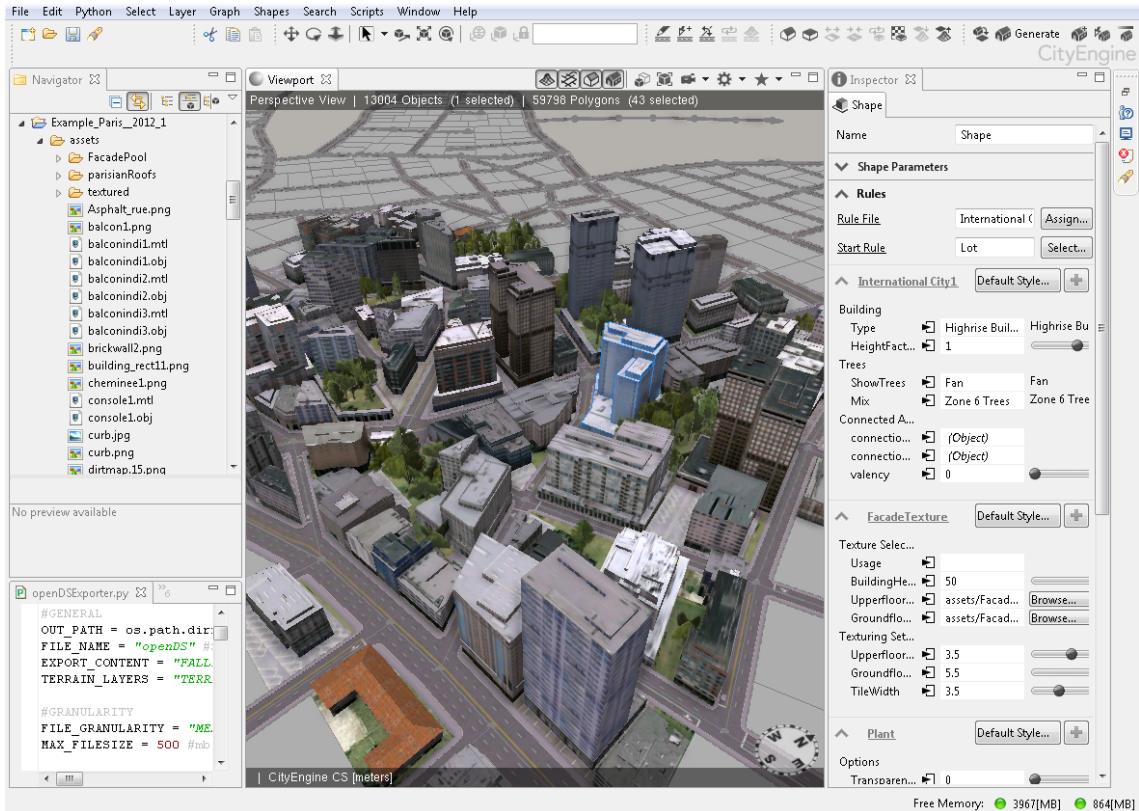 File Edit Python Select Layer Graph Shapes Search Scripts Window Help
Generate
CityEngine
Navigator
Example_Paris__2012_1
assets
FacadePool
parisianRoofs
textured
Asphalt_rue.png
balcon1.png
balconindi1.mtl
balconindi1.obj
balconindi2.mtl
balconindi2.obj
balconindi3.mtl
balconindi3.obj
brickwall2.png
building_rect11.png
cheminee1.png
console1.mtl
console1.obj
curb.jpg
curb.png
dirtmap.15.png
No preview available
openDSExporter.py
»6
#GENERAL
OUT_PATH = os.path.dir
FILE_NAME = "openDS" #
EXPORT_CONTENT = "FALL
TERRAIN_LAYERS = "TERR
#GRANULARITY
FILE_GRANULARITY = "ME
MAX_FILESIZE = 500 #mb
Viewport
Perspective View | 13004 Objects (1 selected) | 59798 Polygons (43 selected)
N
E
S
W
| CityEngine CS [meters]
Inspector
Shape
Name Shape
Shape Parameters
Rules
Rule File International C Assign...
Start Rule Lot Select...
International City1 Default Style...
Building
Type Highrise Buil... Highrise Bu
HeightFact... 1
Trees
ShowTrees Fan Fan
Mix Zone 6 Trees Zone 6 Tree
Connected A...
connectio... (Object)
connectio... (Object)
valency 0
FacadeTexture Default Style...
Texture Selec...
Usage
BuildingHe... 50
Upperfloor... assets/Facad... Browse...
Groundflo... assets/Facad... Browse...
Texturing Set...
Upperfloor... 3.5
Groundflo... 5.5
TileWidth 3.5
Plant Default Style...
Options
Transparen... 0
Free Memory: 3967[MB] 864[MB]